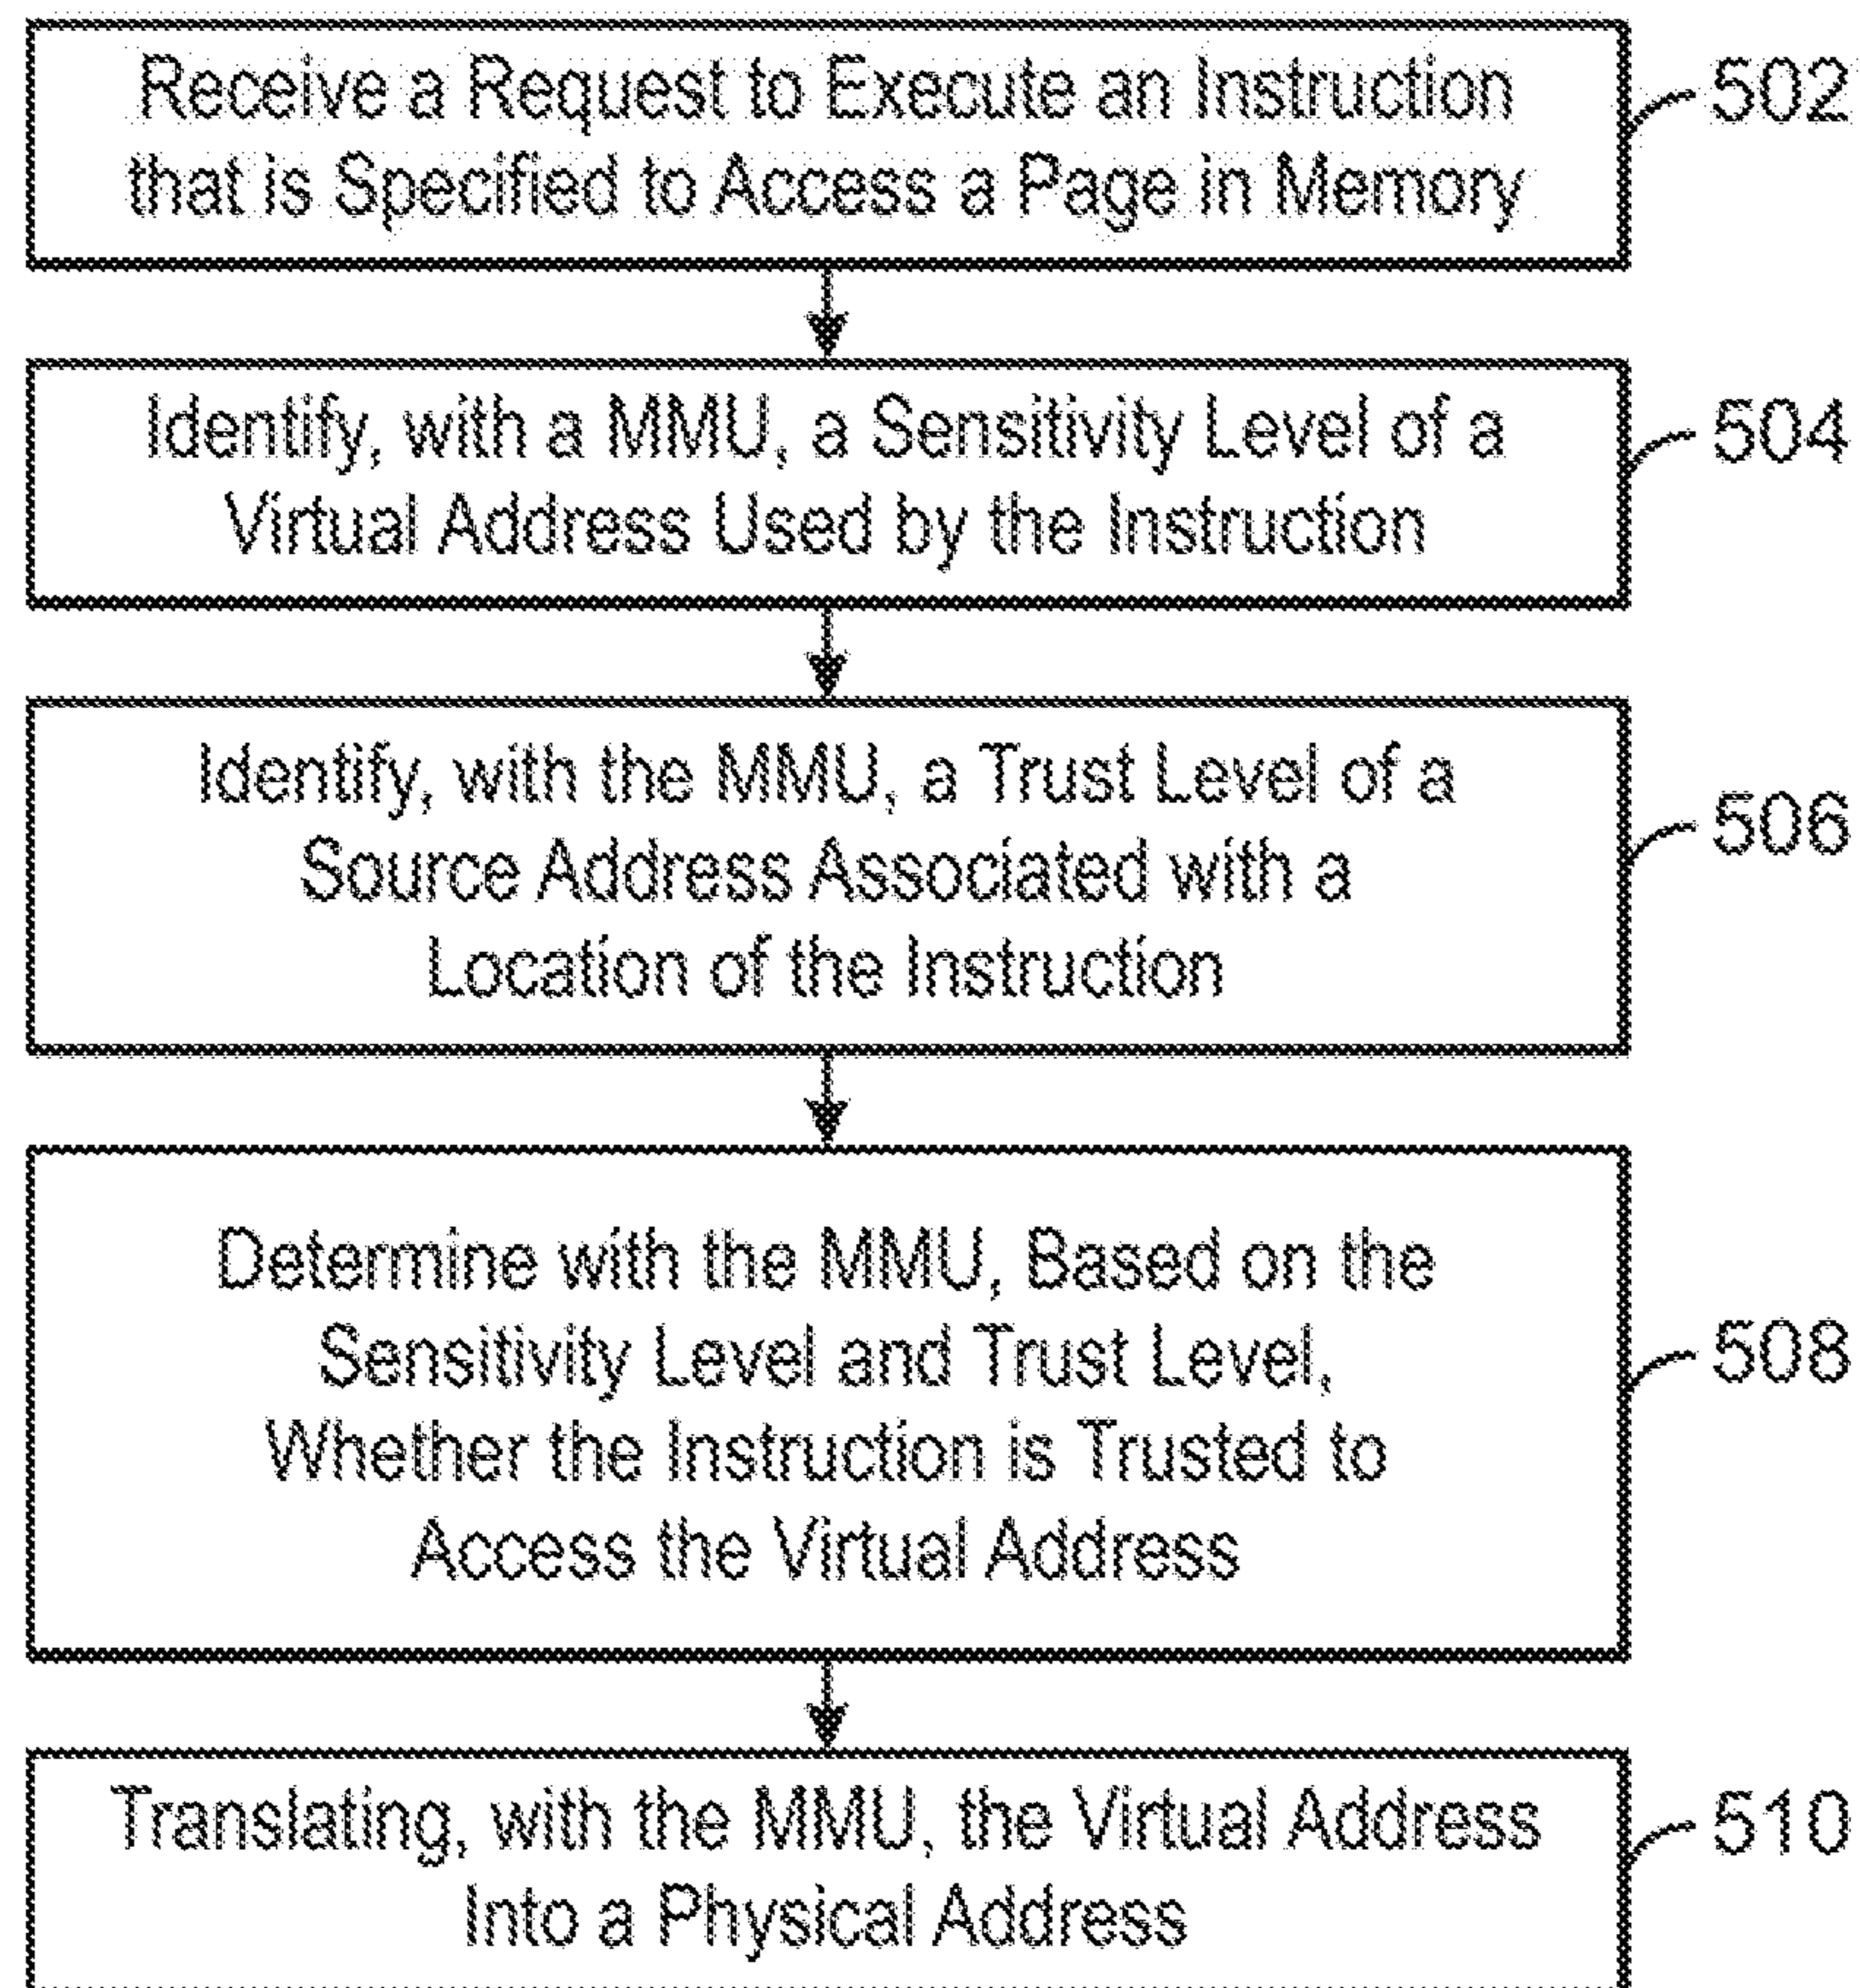 Receive a Request to Execute an Instruction
that is Specified to Access a Page in Memory
502
Identify, with a MMU, a Sensitivity Level of a
Virtual Address Used by the Instruction
504
Identify, with the MMU, a Trust Level of a
Source Address Associated with a
Location of the Instruction
506
Determine with the MMU, Based on the
Sensitivity Level and Trust Level,
Whether the Instruction is Trusted to
Access the Virtual Address
508
Translating, with the MMU, the Virtual Address
Into a Physical Address
510